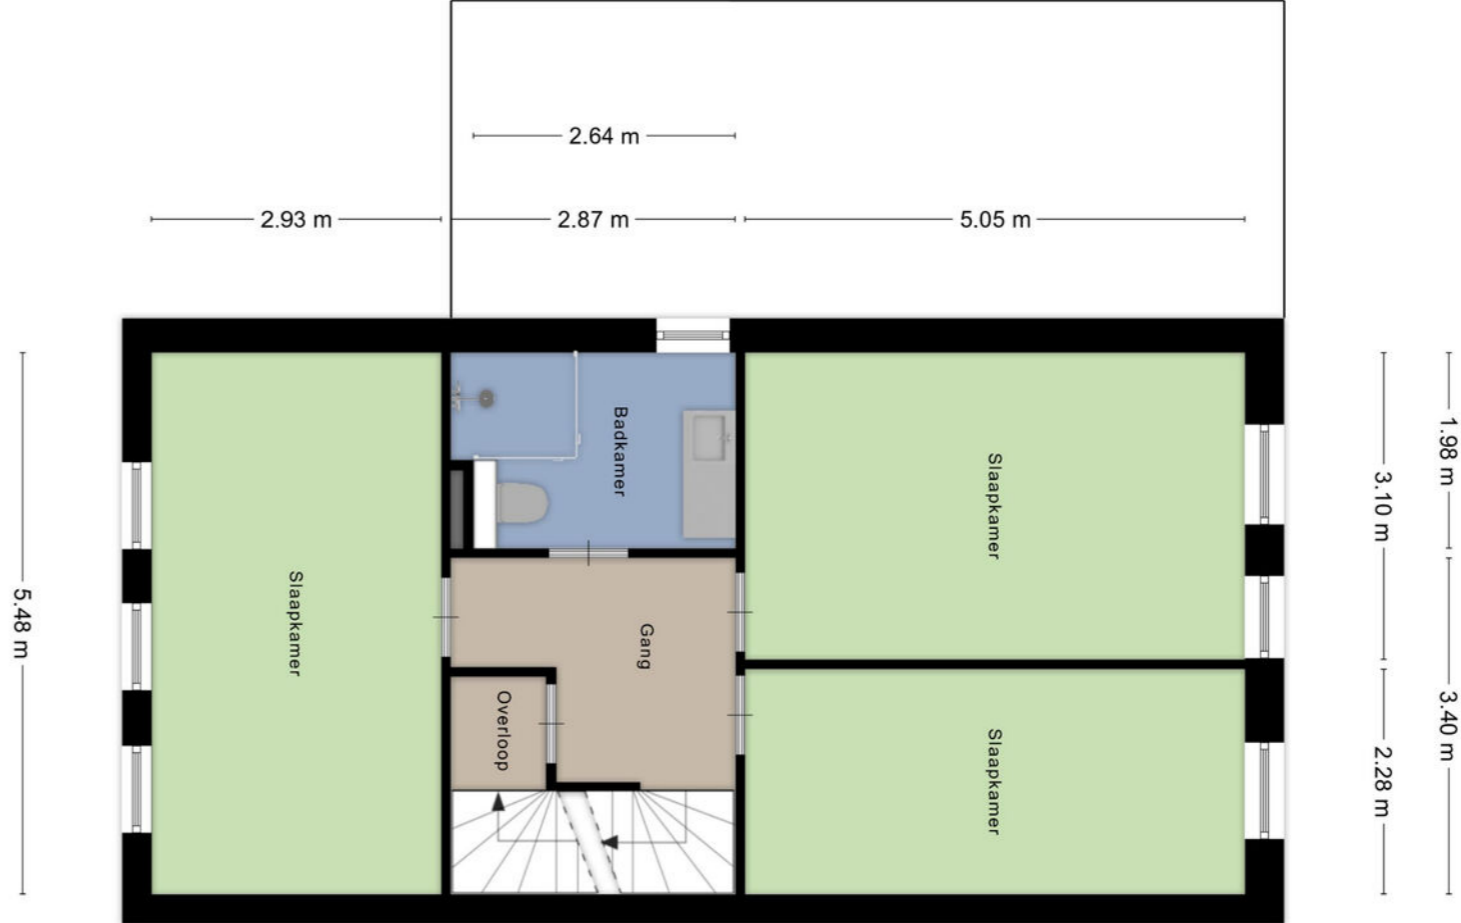 2.64 m
2.93 m
2.87 m
5.05 m
Badkamer
Slaapkamer
1.98 m
3.10 m
Slaapkamer
5.48 m
Gang
Overloop
Slaapkamer
3.40 m
2.28 m